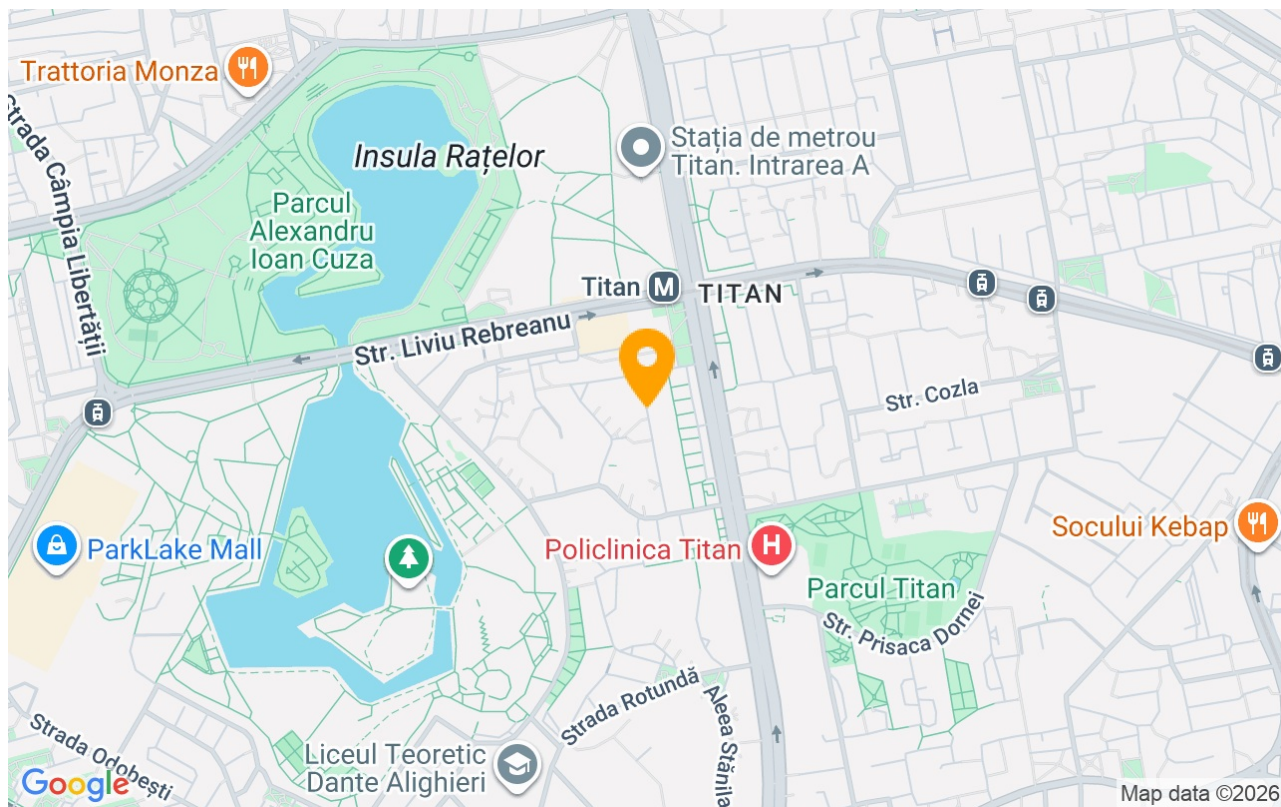 Trattoria Monza
Strada Câmpia Libertății
Insula Rațelor
Parcul
Alexandru
Ioan Cuza
Stația de metrou
Titan. Intrarea A
Titan
M
TITAN
Str. Liviu Rebreanu
Str. Cozla
ParkLake Mall
Policlinica Titan
H
Parcul Titan
Str. Prisaca Dornei
Socului Kebap
Strada Rotundă
Aleea Stănila
Strada Odobești
Liceul Teoretic
Dante Alighieri
Google
Map data ©2026